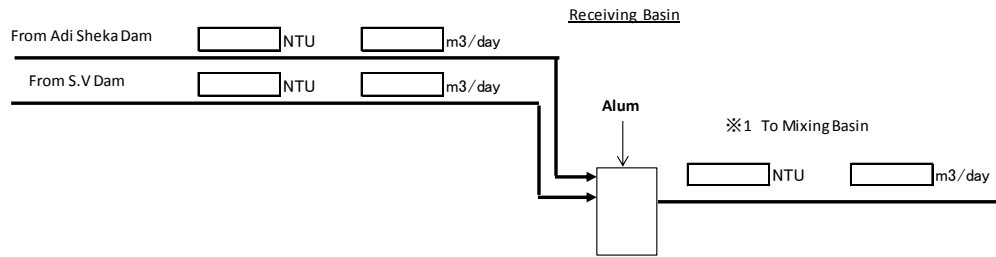 Receiving Basin
From Adi Sheka Dam NTU m3/day
From S.V Dam NTU m3/day
Alum
※1 To Mixing Basin
NTU m3/day